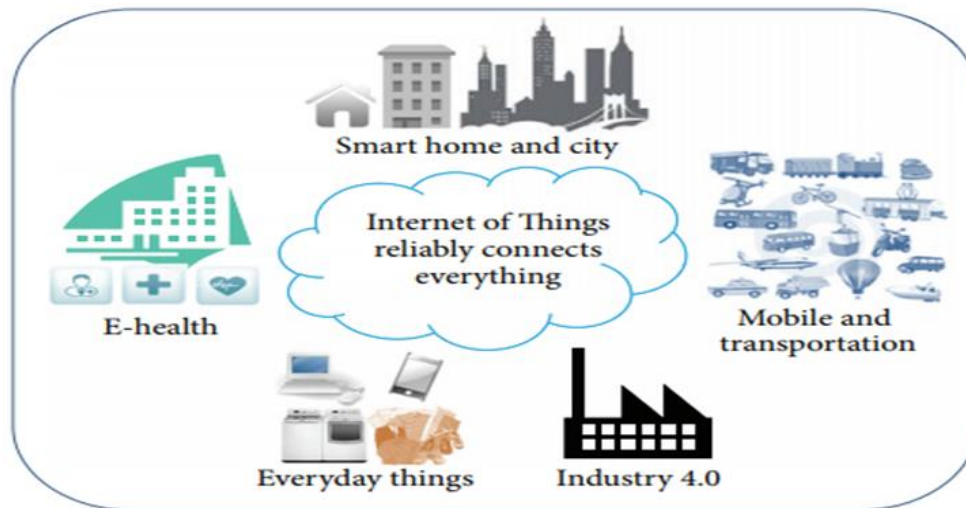 Smart home and city
Internet of Things
reliably connects
everything
E-health
Mobile and
transportation
Everyday things
Industry 4.0